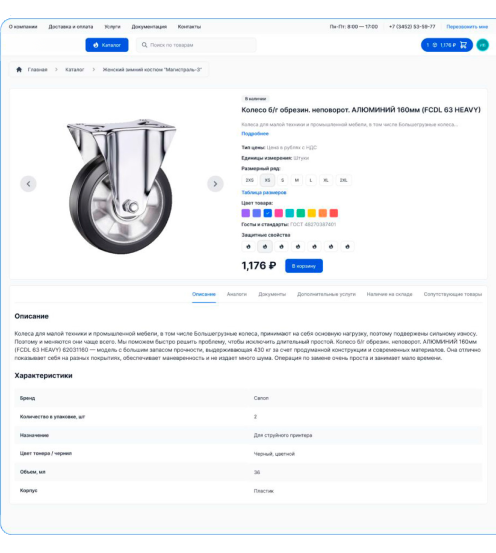 О компании Доставка и оплата Услуги Документация Контакты Пн-Пт: 8:00 — 17:00 +7 (3452) 53-56-77 Перезвонить мне
Каталог Поиск по товарам 1 1,176 ₽
Главная > Каталог > Женский зимний костюм "Магистраль-3"
В наличии
Колесо б/г обрезин. неповорот. АЛЮМИНИЙ 160мм (FCDL 63 HEAVY)
Колеса для малой техники и промышленной мебели, в том числе Большегрузные колеса...
Подробнее
Тип цены: Цена в рублях с НДС
Единицы измерения: Штуки
Размерный ряд:
2XS XS S M L XL 2XL
Таблица размеров
Цвет товара:
Госты и стандарты:
Защитные свойства
1,176 ₽ В корзину
Описание Аналоги Документы Дополнительные услуги Наличие на складе Сопутствующие товары
Описание
Колеса для малой техники и промышленной мебели, в том числе Большегрузные колеса, принимают на себя основную нагрузку, поэтому подвержены сильному износу.
Поэтому и меняются они чаще всего. Мы поможем быстро решить проблему, чтобы исключить длительный простой. Колесо б/г обрезин. неповорот. АЛЮМИНИЙ 160мм
(FCDL 63 HEAVY) 62031160 — модель с большим запасом прочности, выдерживающая 430 кг за счет продуманной конструкции и современных материалов. Она отлично
показывает себя на разных покрытиях, обеспечивает маневренность и не издает много шума. Операция по замене очень проста и занимает мало времени.
Характеристики
Бренд Canon
Количество в упаковке, шт 2
Назначение Для струйного принтера
Цвет тонера / чернил Черный, цветной
Объем, мл 36
Корпус Пластик